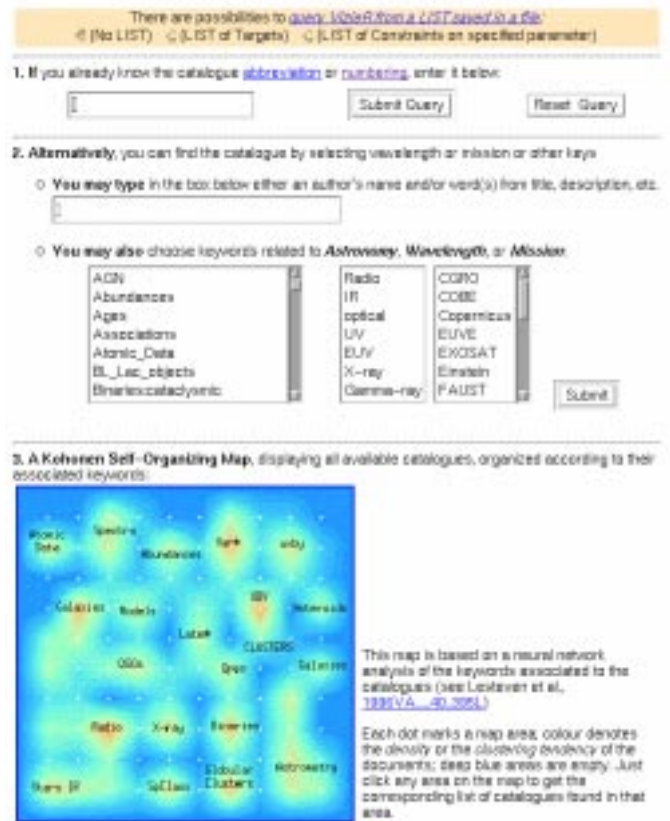 There are possibilities to query VizieR from a LIST saved in a file:
(No LIST) (LIST of Targets) (LIST of Constraints on specified parameter)
1. If you already know the catalogue abbreviation or numbering, enter it below:
Submit Query Reset Query
2. Alternatively, you can find the catalogue by selecting wavelength or mission or other keys
You may type in the box below either an author's name and/or word(s) from title, description, etc.
You may also choose keywords related to Astronomy, Wavelength, or Mission.
AGN Radio CGRO
Abundances IR COBE
Ages optical Copernicus
Associations UV EUVE
Atomic_Data EUV EXOSAT
BL_Lac_objects X-ray Einstein
Binaries:cataclysmic Gamma-ray FAUST
Submit
3. A Kohonen Self-Organizing Map, displaying all available catalogues, organized according to their
associated keywords:
Atomic Data
Spectra
Abundances
uvby
Galaxies
Models
Asteroids
CLUSTERS
QSOs
Galaxies
Radio
X-ray
Binaries
Globular Clusters
Astrometry
Stars IR
SpClass
This map is based on a neural network
analysis of the keywords associated to the
catalogues (see Lesteven et al.,
Each dot marks a map area; colour denotes
the density or the clustering tendency of the
documents; deep blue areas are empty. Just
click any area on the map to get the
corresponding list of catalogues found in that
area.